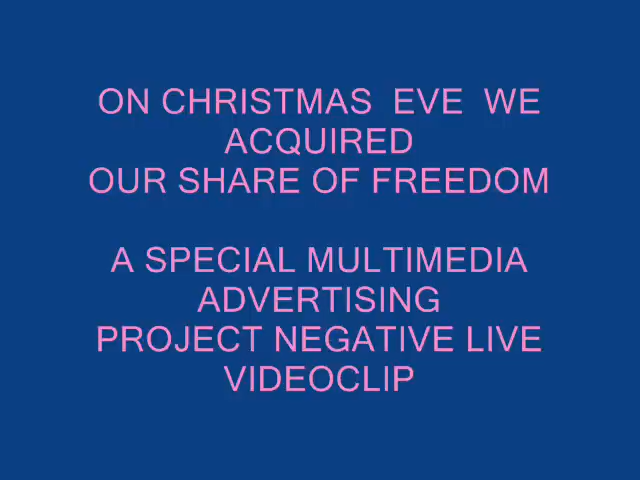 ON CHRISTMAS  EVE  WE
ACQUIRED
OUR SHARE OF FREEDOM
A SPECIAL MULTIMEDIA
ADVERTISING
PROJECT NEGATIVE LIVE
VIDEOCLIP